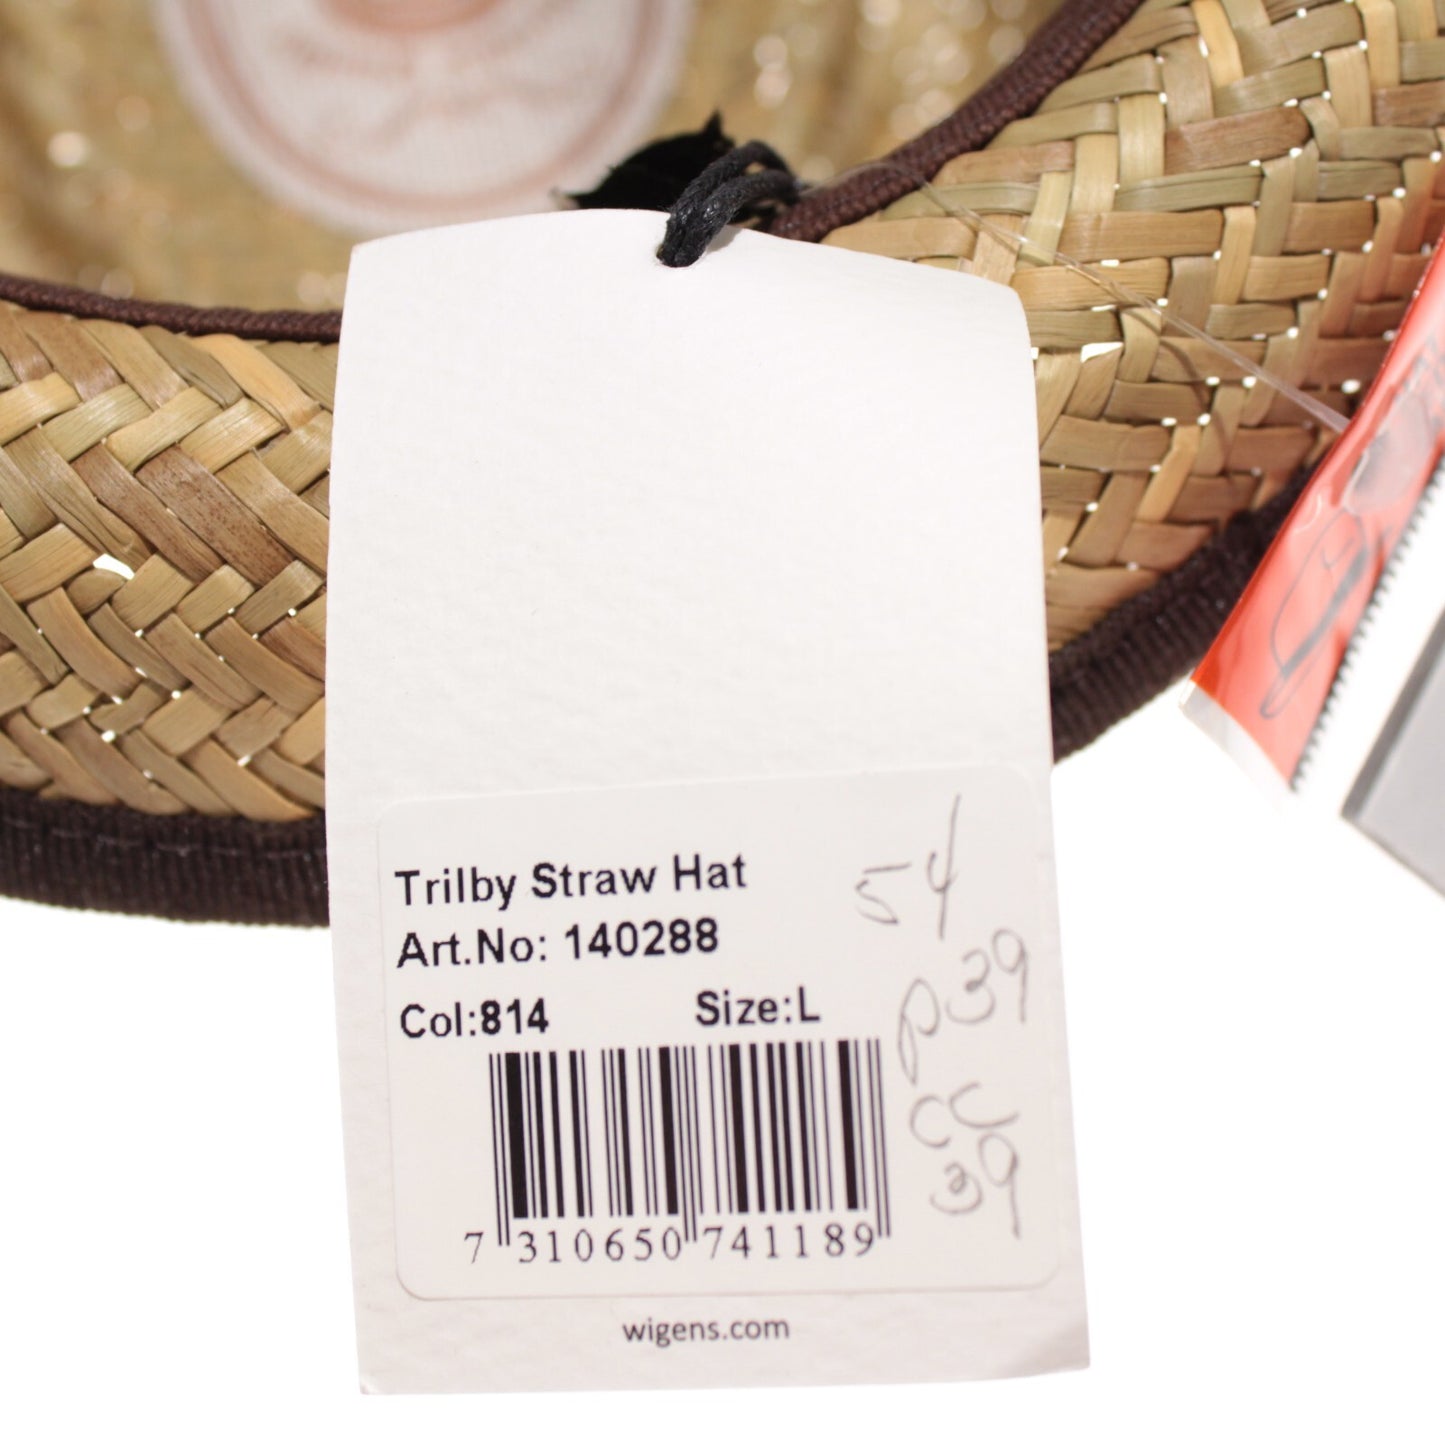 Trilby Straw Hat
Art.No: 140288
Col:814 Size:L
7 310650 741189
54
p39
cc
39
wigens.com